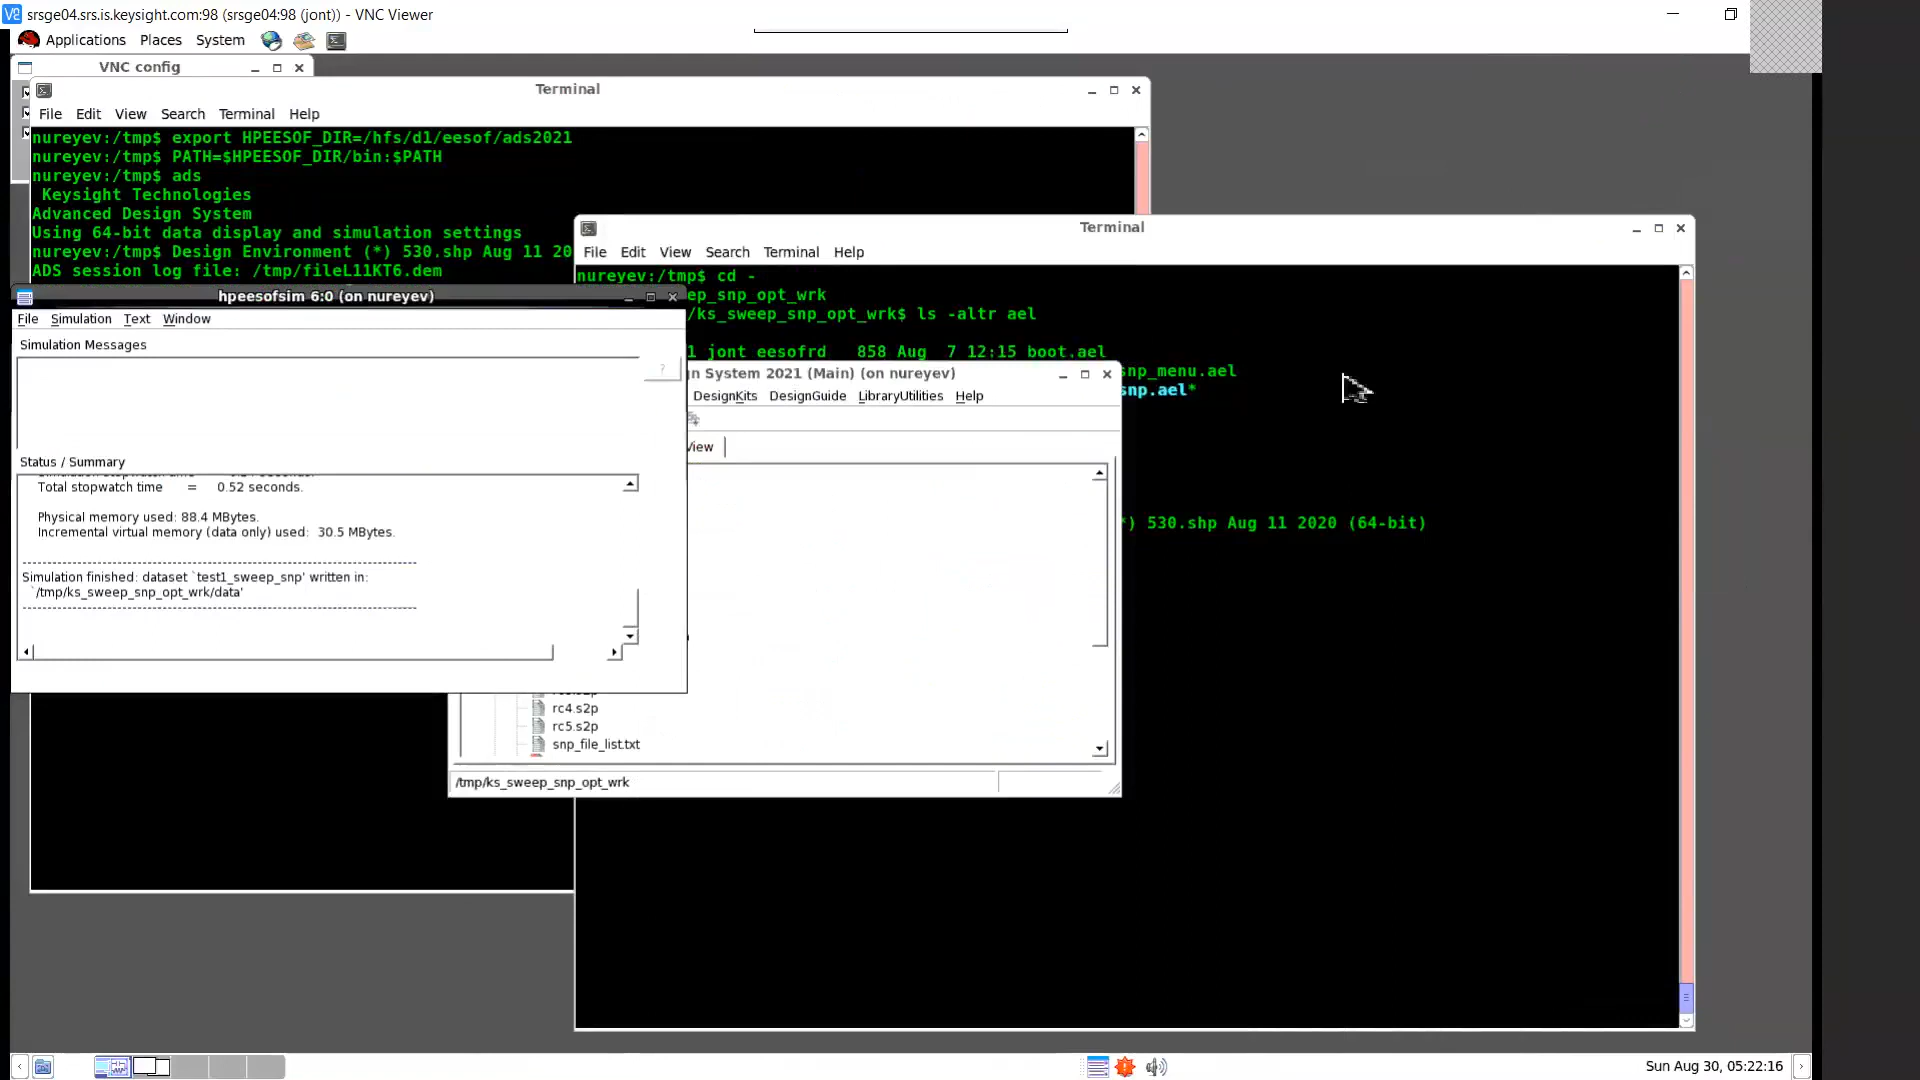 srsge04.srs.is.keysight.com:98 (srsge04:98 (jont)) - VNC Viewer
Applications Places System
VNC config
Terminal
File Edit View Search Terminal Help
nureyev:/tmp$ export HPEESOF_DIR=/hfs/d1/eesof/ads2021
nureyev:/tmp$ PATH=$HPEESOF_DIR/bin:$PATH
nureyev:/tmp$ ads
Keysight Technologies
Advanced Design System
Using 64-bit data display and simulation settings
nureyev:/tmp$ Design Environment (*) 530.shp Aug 11 20
ADS session log file: /tmp/fileL11KT6.dem
Terminal
File Edit View Search Terminal Help
nureyev:/tmp$ cd -
ep_snp_opt_wrk
/ks_sweep_snp_opt_wrk$ ls -altr ael
1 jont eesofrd 858 Aug 7 12:15 boot.ael
snp_menu.ael
snp.ael*
*) 530.shp Aug 11 2020 (64-bit)
hpeesofsim 6:0 (on nureyev)
File Simulation Text Window
Simulation Messages
?
Status / Summary
Total stopwatch time = 0.52 seconds.
Physical memory used: 88.4 MBytes.
Incremental virtual memory (data only) used: 30.5 MBytes.
Simulation finished: dataset `test1_sweep_snp' written in:
`/tmp/ks_sweep_snp_opt_wrk/data'
gn System 2021 (Main) (on nureyev)
DesignKits DesignGuide LibraryUtilities Help
View
rc4.s2p
rc5.s2p
snp_file_list.txt
/tmp/ks_sweep_snp_opt_wrk
Sun Aug 30, 05:22:16